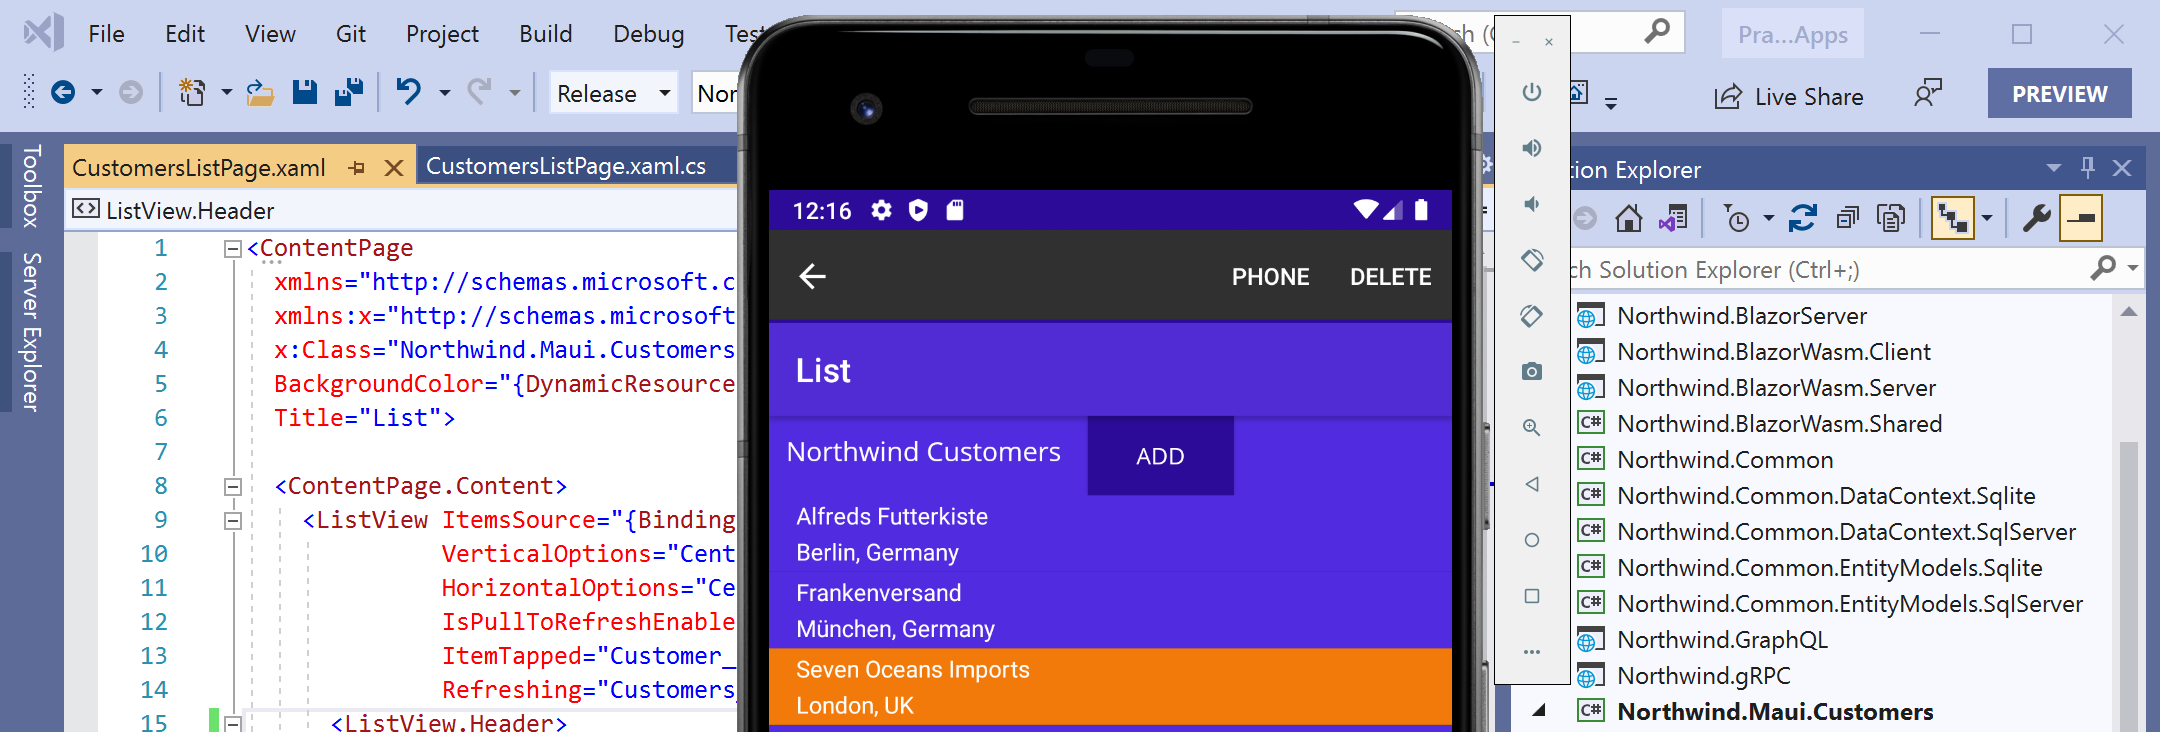 File Edit View Git Project Build Debug Tes
Pra...Apps
Release Nor
Live Share
PREVIEW
Toolbox
Server Explorer
CustomersListPage.xaml
CustomersListPage.xaml.cs
ListView.Header
1 <ContentPage
2 xmlns="http://schemas.microsoft.c
3 xmlns:x="http://schemas.microsoft
4 x:Class="Northwind.Maui.Customers
5 BackgroundColor="{DynamicResource
6 Title="List">
7
8 <ContentPage.Content>
9 <ListView ItemsSource="{Binding
10 VerticalOptions="Cent
11 HorizontalOptions="Ce
12 IsPullToRefreshEnable
13 ItemTapped="Customer_
14 Refreshing="Customers
15 <ListView.Header>
12:16
PHONE DELETE
List
Northwind Customers ADD
Alfreds Futterkiste
Berlin, Germany
Frankenversand
München, Germany
Seven Oceans Imports
London, UK
ch (C
tion Explorer
ch Solution Explorer (Ctrl+;)
Northwind.BlazorServer
Northwind.BlazorWasm.Client
Northwind.BlazorWasm.Server
C# Northwind.BlazorWasm.Shared
C# Northwind.Common
C# Northwind.Common.DataContext.Sqlite
C# Northwind.Common.DataContext.SqlServer
C# Northwind.Common.EntityModels.Sqlite
C# Northwind.Common.EntityModels.SqlServer
Northwind.GraphQL
Northwind.gRPC
C# Northwind.Maui.Customers